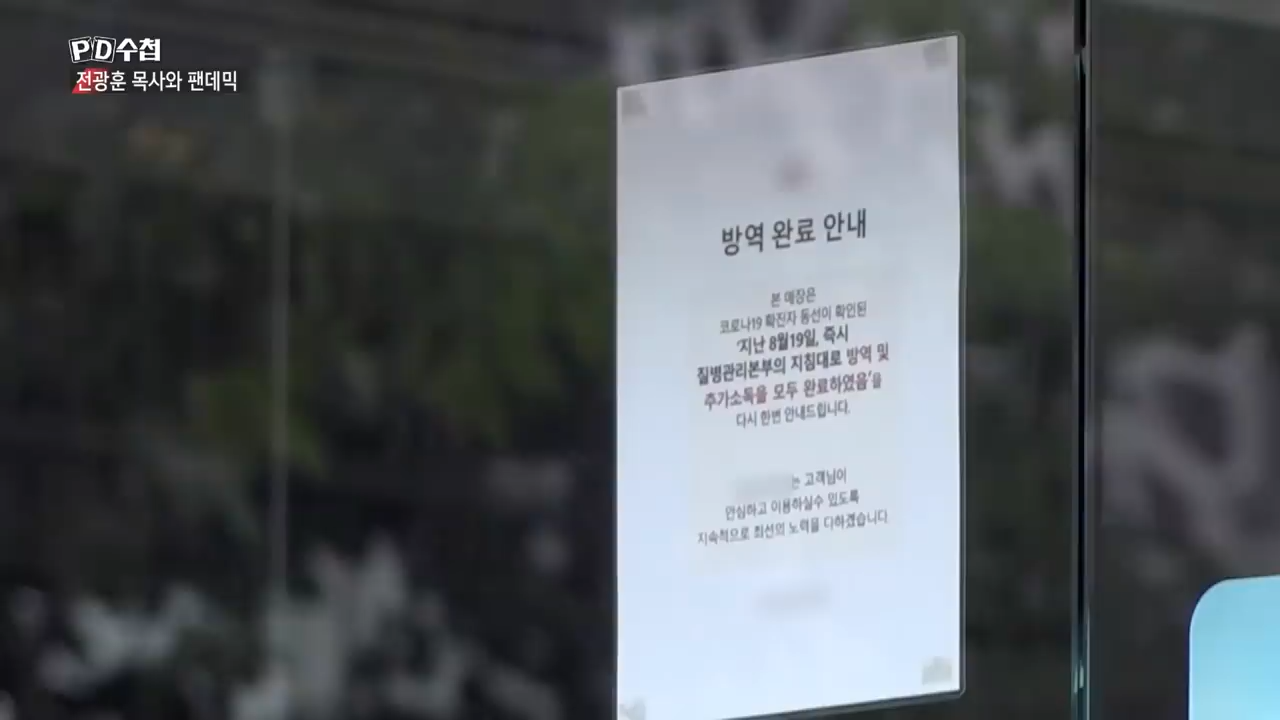 PD수첩
전광훈 목사와 팬데믹
방역 완료 안내
본 매장은
코로나19 확진자 동선이 확인된
'지난 8월19일, 즉시
질병관리본부의 지침대로 방역 및
추가소독을 모두 완료하였음'을
다시 한번 안내드립니다.
는 고객님이
안심하고 이용하실수 있도록
지속적으로 최선의 노력을 다하겠습니다